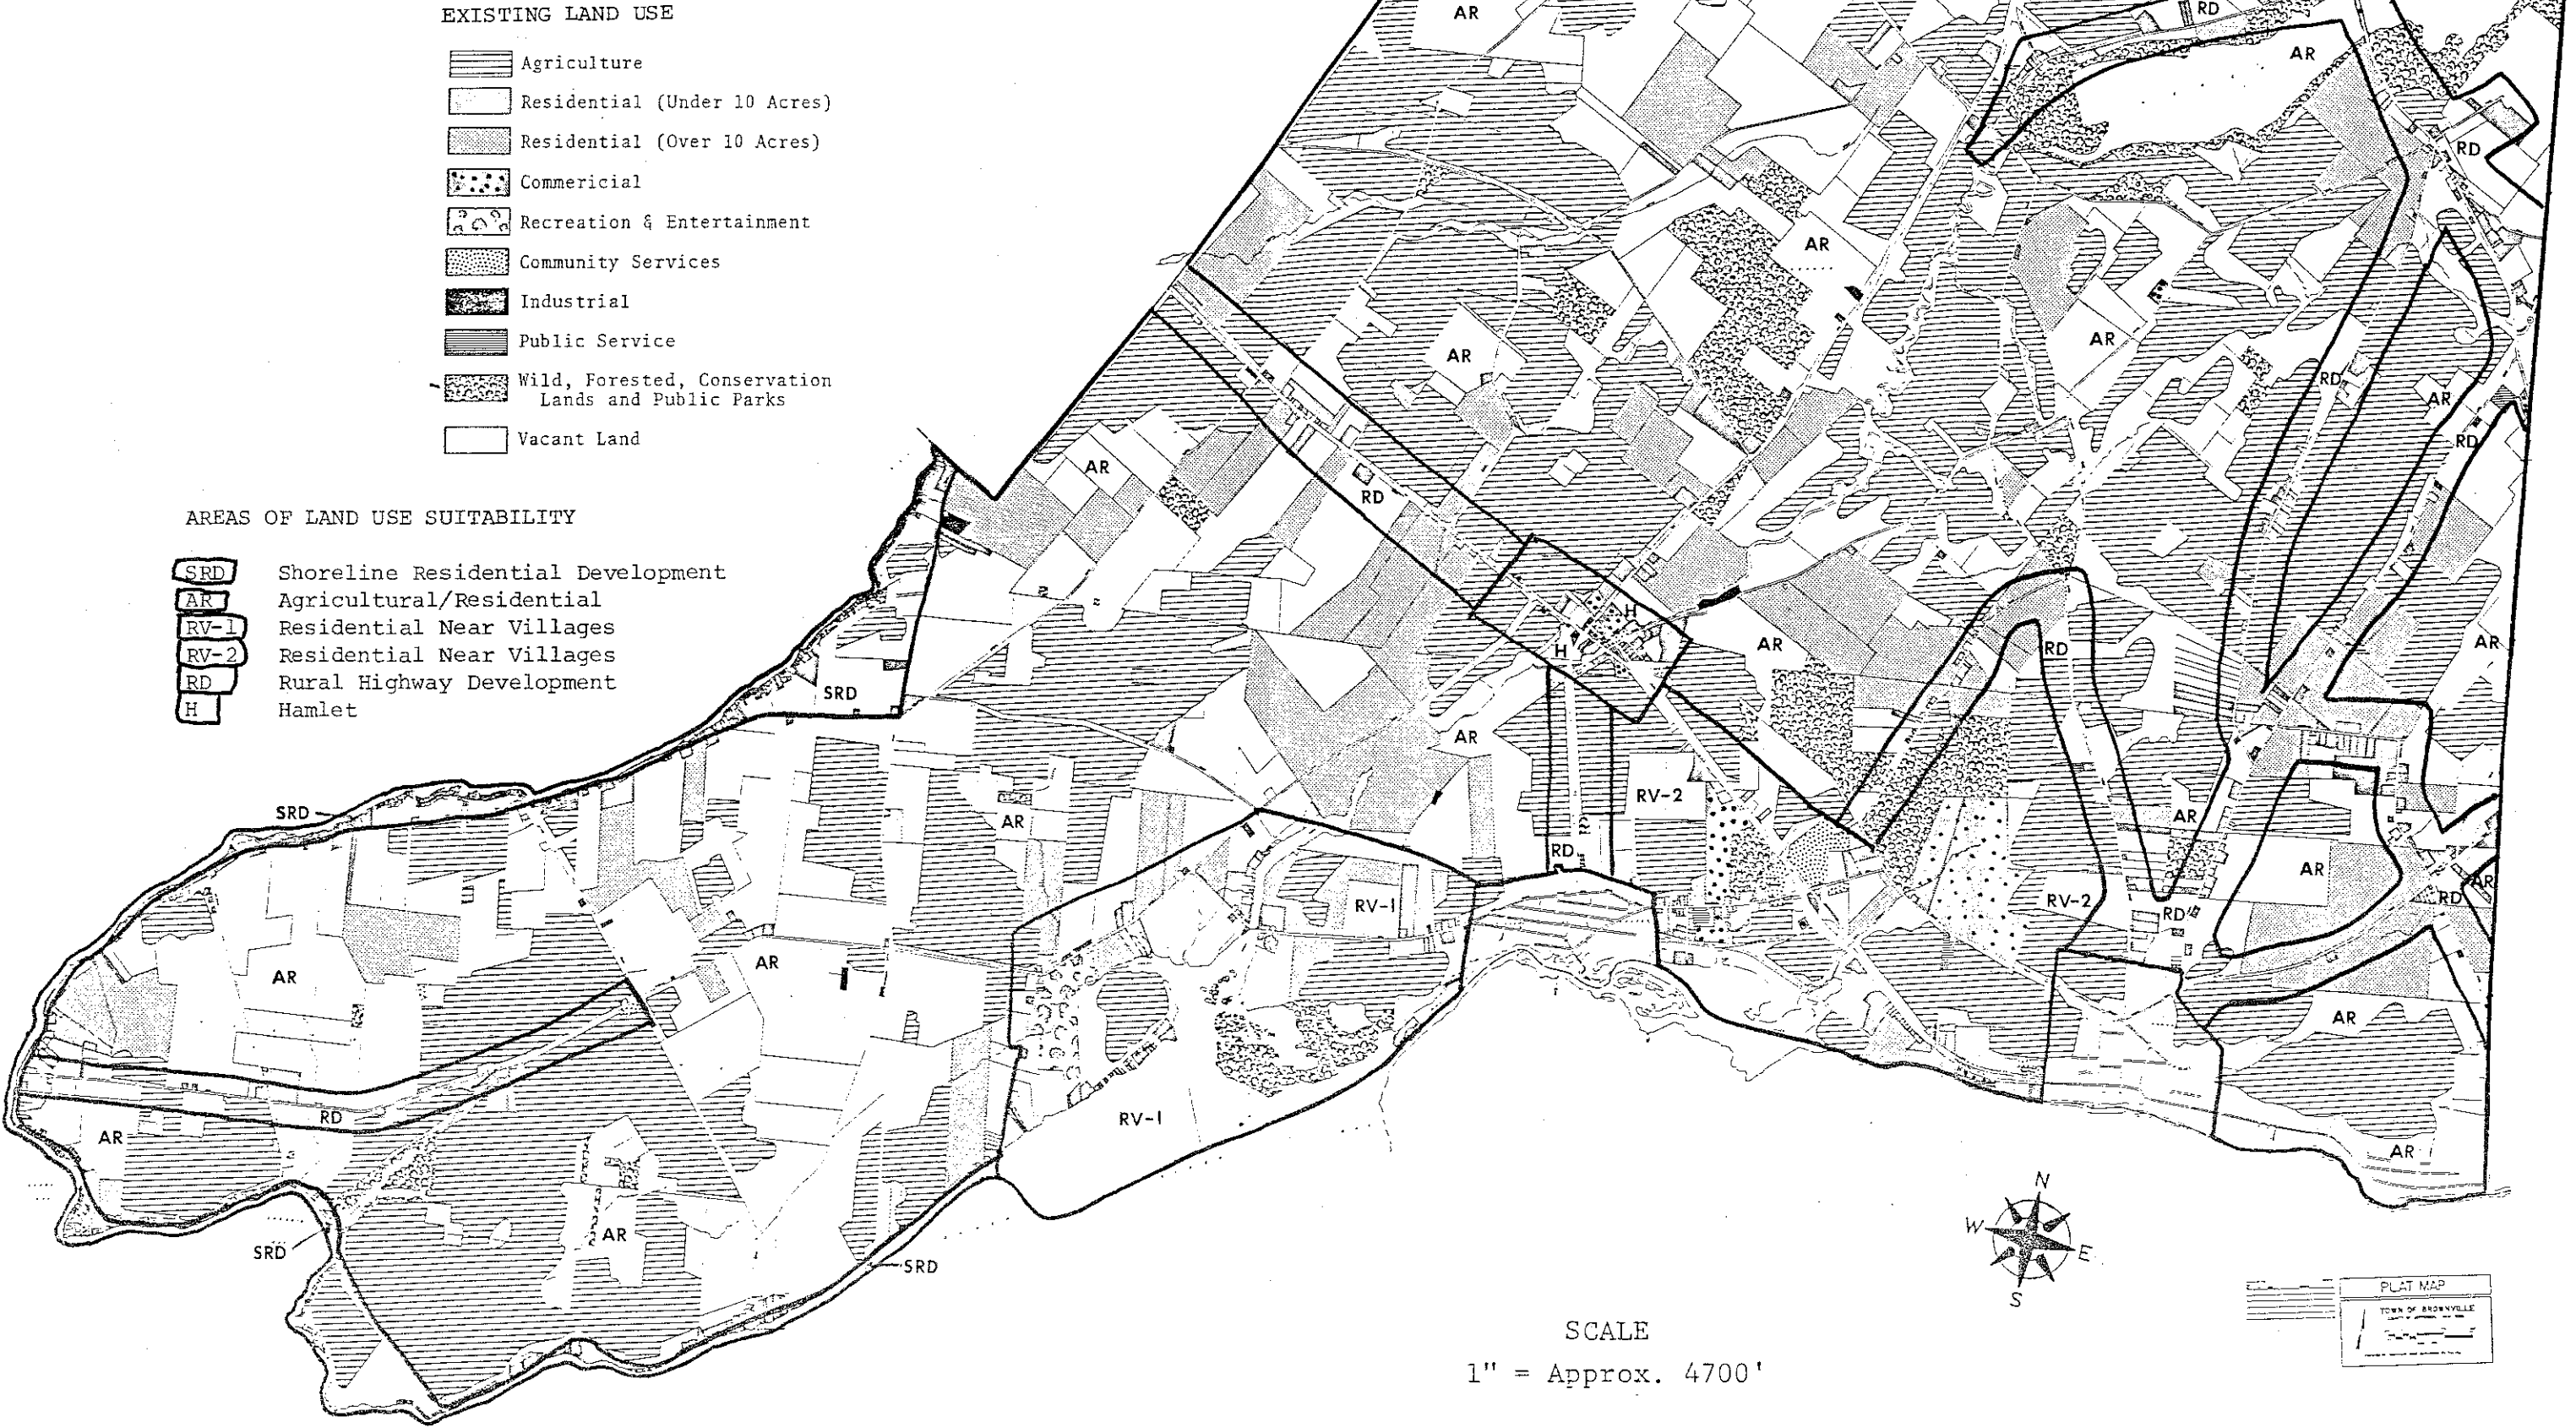 EXISTING LAND USE
Agriculture
Residential (Under 10 Acres)
Residential (Over 10 Acres)
Commericial
Recreation & Entertainment
Community Services
Industrial
Public Service
Wild, Forested, Conservation
Lands and Public Parks
Vacant Land
AREAS OF LAND USE SUITABILITY
SRD Shoreline Residential Development
AR Agricultural/Residential
RV-1 Residential Near Villages
RV-2 Residential Near Villages
RD Rural Highway Development
H Hamlet
AR
RD
AR
RD
AR
AR
AR
RD
AR
RD
AR
RD
H
H
AR
RD
AR
SRD
AR
RV-2
SRD
AR
RD
AR
AR
RV-1
RV-2
RD
RD
AR
AR
AR
AR
RD
AR
RV-1
AR
AR
SRD
SRD
N
W
E
S
SCALE
1" = Approx. 4700'
PLAT MAP
TOWN OF BROWNVILLE